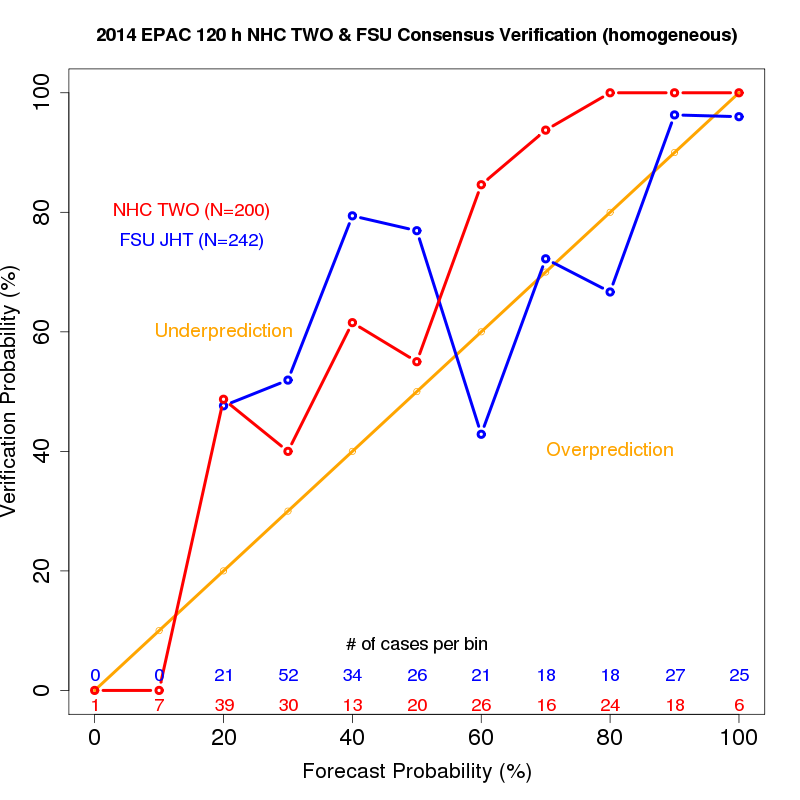 2014 EPAC 120 h NHC TWO & FSU Consensus Verification (homogeneous)
100
80
60
40
20
0
Verification Probability (%)
NHC TWO (N=200)
FSU JHT (N=242)
Underprediction
Overprediction
# of cases per bin
0 0 21 52 34 26 21 18 18 27 25
1 7 39 30 13 20 26 16 24 18 6
0 20 40 60 80 100
Forecast Probability (%)